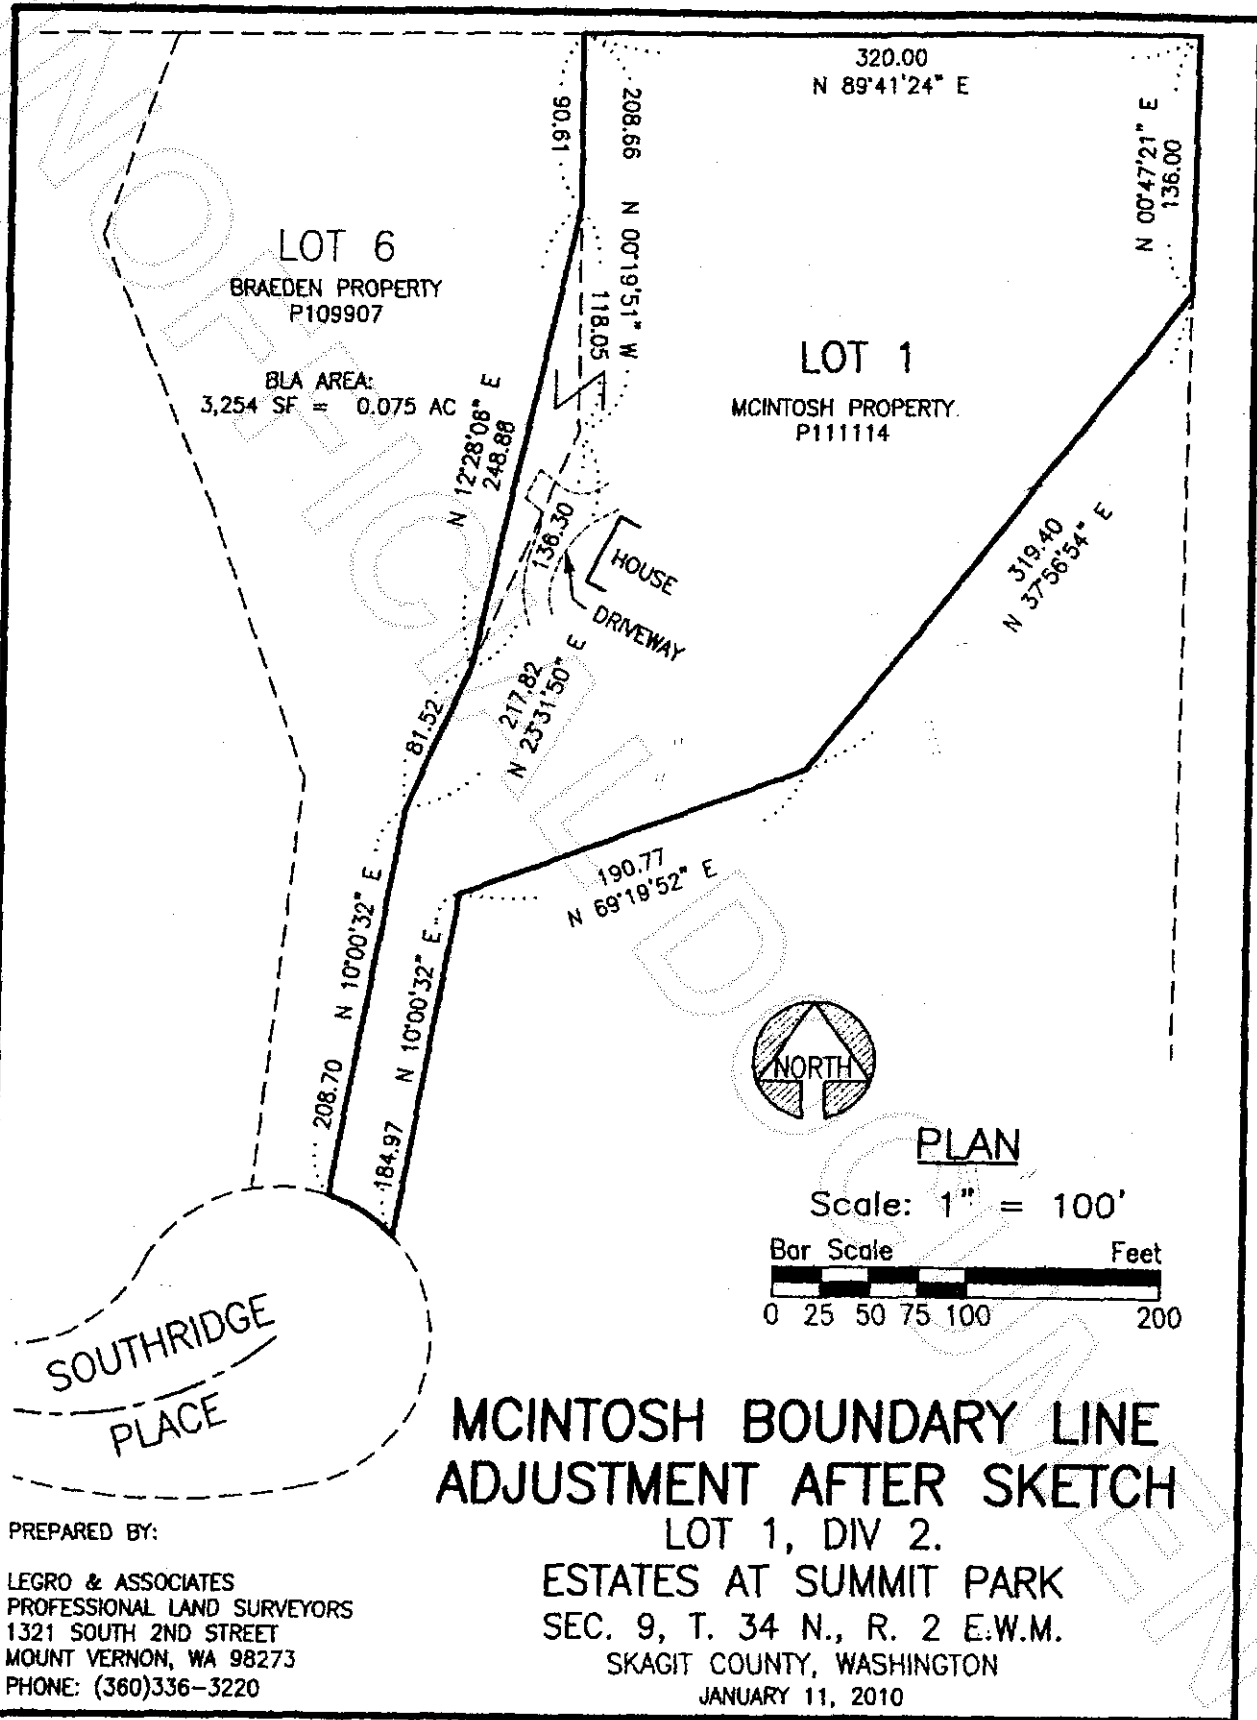 320.00
N 89°41'24" E
90.61
208.66 N 00°19'51" W
118.05
N 00°47'21" E
136.00
LOT 6
BRAEDEN PROPERTY
P109907
BLA AREA:
3,254 SF = 0.075 AC
LOT 1
MCINTOSH PROPERTY
P111114
N 12°28'08" E
248.88
136.30
HOUSE
DRIVEWAY
319.40
N 37°56'54" E
217.82
N 23°31'50" E
81.52
190.77
N 69°19'52" E
208.70 N 10°00'32" E
184.97 N 10°00'32" E
NORTH
PLAN
Scale: 1" = 100'
Bar Scale Feet
0 25 50 75 100 200
SOUTHRIDGE
PLACE
MCINTOSH BOUNDARY LINE
ADJUSTMENT AFTER SKETCH
LOT 1, DIV 2.
ESTATES AT SUMMIT PARK
SEC. 9, T. 34 N., R. 2 E.W.M.
SKAGIT COUNTY, WASHINGTON
JANUARY 11, 2010
PREPARED BY:
LEGRO & ASSOCIATES
PROFESSIONAL LAND SURVEYORS
1321 SOUTH 2ND STREET
MOUNT VERNON, WA 98273
PHONE: (360)336-3220
UNOFFICIAL DOCUMENT